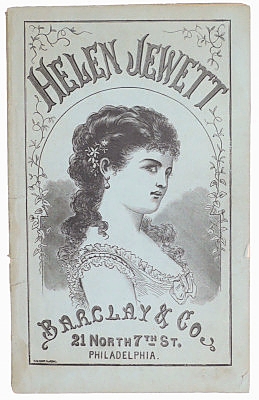 HELEN JEWETT
BARCLAY & CO.
21 NORTH 7TH ST.
PHILADELPHIA.